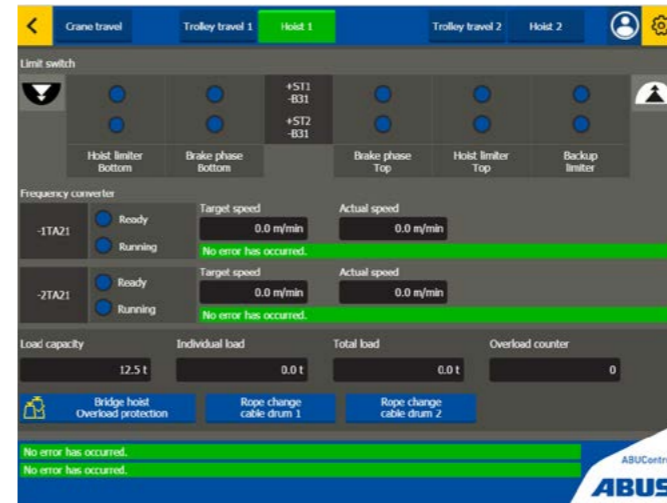 Crane travel
Trolley travel 1
Hoist 1
Trolley travel 2
Hoist 2
Limit switch
+ST1
-B31
+ST2
-B31
Hoist limiter
Bottom
Brake phase
Bottom
Brake phase
Top
Hoist limiter
Top
Backup
limiter
Frequency converter
-1TA21
Ready
Running
Target speed
0.0 m/min
Actual speed
0.0 m/min
No error has occurred.
-2TA21
Ready
Running
Target speed
0.0 m/min
Actual speed
0.0 m/min
No error has occurred.
Load capacity
12.5 t
Individual load
0.0 t
Total load
0.0 t
Overload counter
0
Bridge hoist
Overload protection
Rope change
cable drum 1
Rope change
cable drum 2
No error has occurred.
No error has occurred.
ABUContr
ABUS